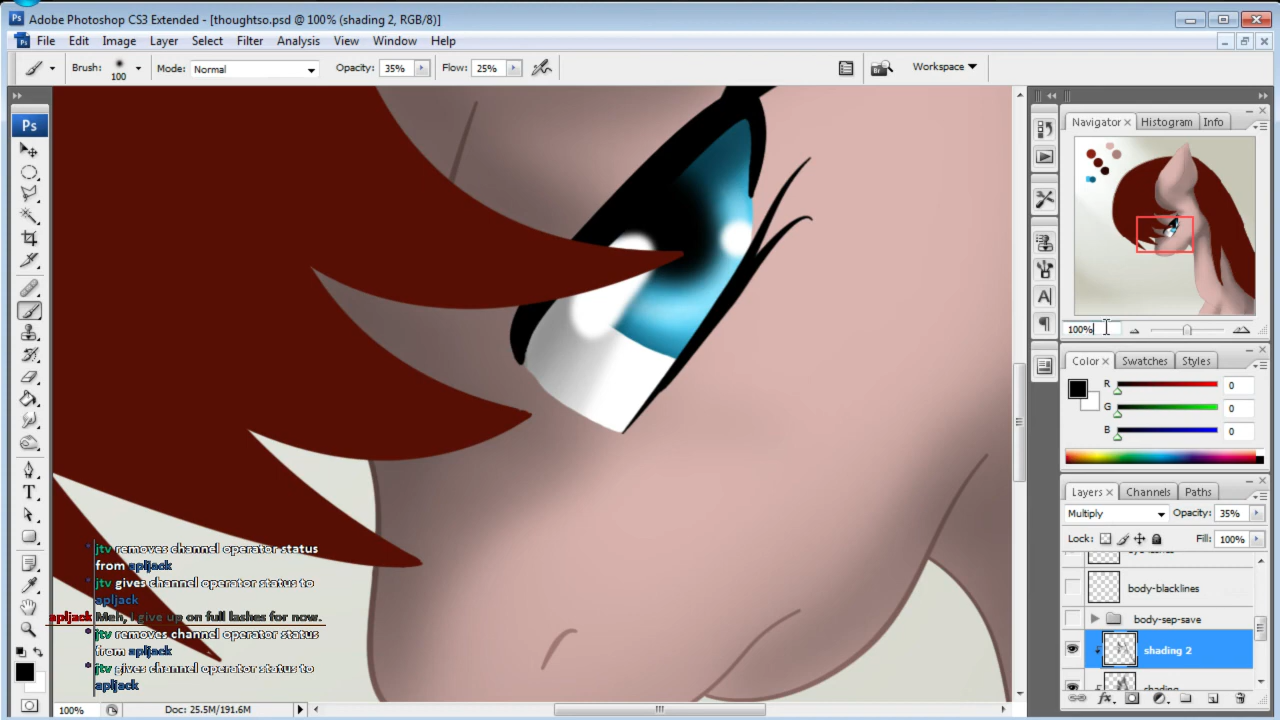 Adobe Photoshop CS3 Extended - [thoughtso.psd @ 100% (shading 2, RGB/8)]
File Edit Image Layer Select Filter Analysis View Window Help
Brush: 100 Mode: Normal Opacity: 35% Flow: 25% Workspace
Ps
Navigator × Histogram Info
100%
Color × Swatches Styles
R 0
G 0
B 0
Layers × Channels Paths
Multiply Opacity: 35%
Lock: Fill: 100%
body-blacklines
body-sep-save
shading 2
shading
* jtv removes channel operator status
from apljack
* jtv gives channel operator status to
apljack
apljack Meh, I give up on full lashes for now.
* jtv removes channel operator status
from apljack
* jtv gives channel operator status to
apljack
100% Doc: 25.5M/191.6M